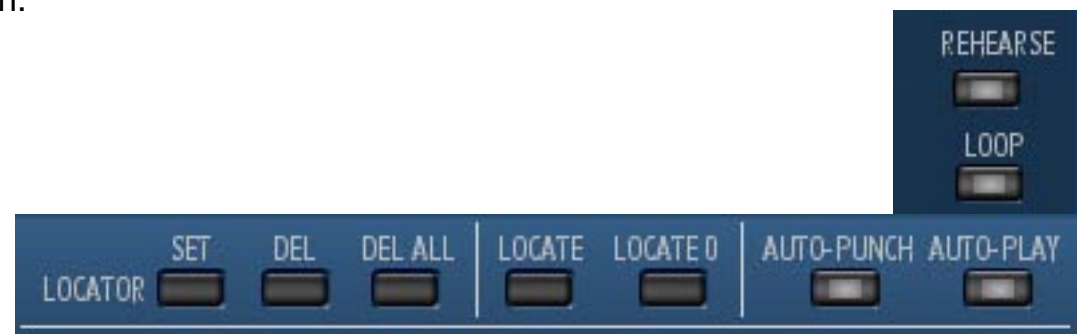 n.
REHEARSE
LOOP
SET DEL DEL ALL LOCATE LOCATE 0 AUTO-PUNCH AUTO-PLAY
LOCATOR